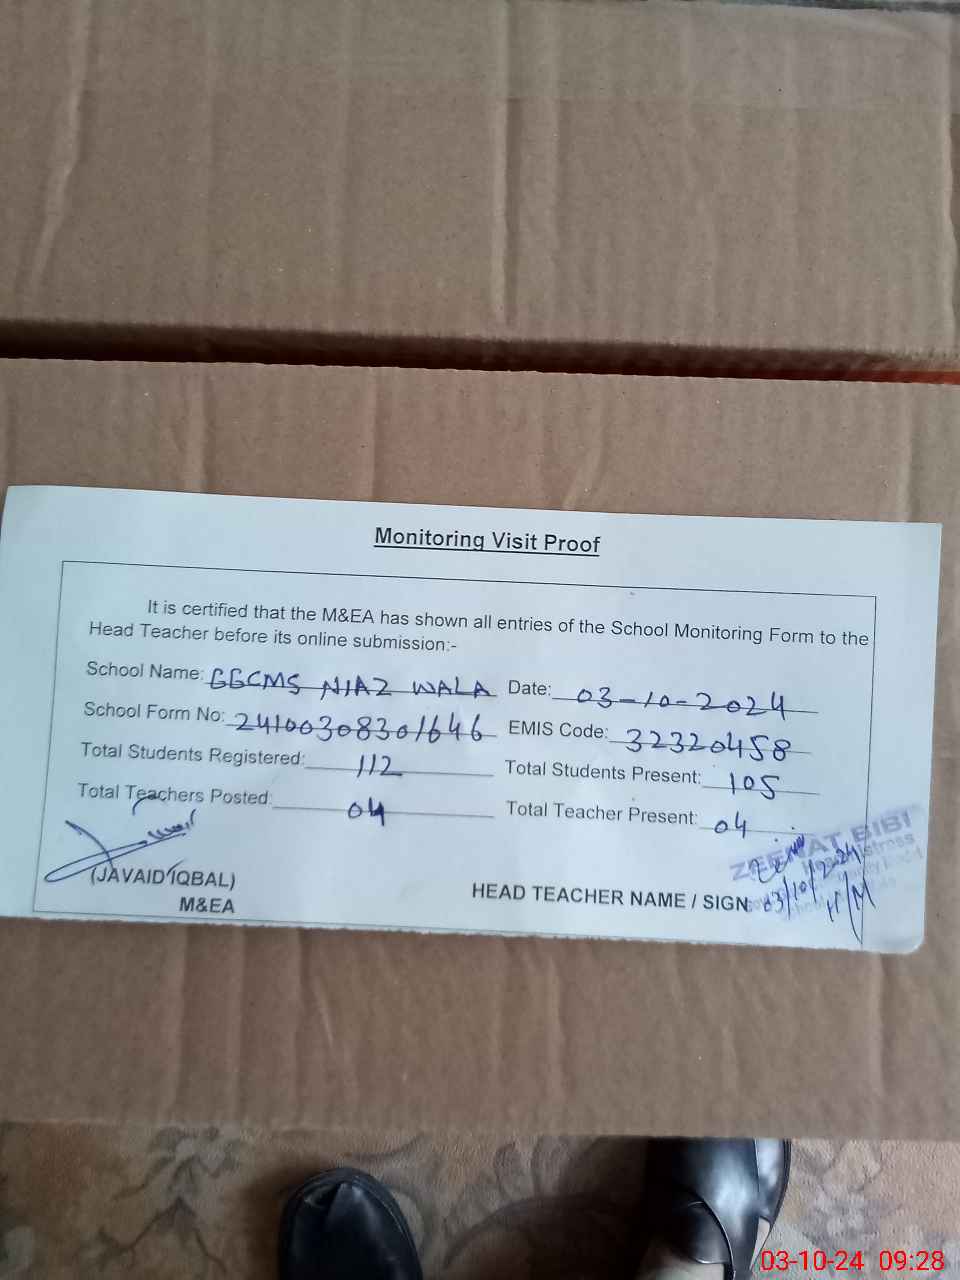 Monitoring Visit Proof
It is certified that the M&EA has shown all entries of the School Monitoring Form to the
Head Teacher before its online submission:-
School Name: GGCMS NIAZ WALA Date: 03-10-2024
School Form No: 24100308301646 EMIS Code: 32320458
Total Students Registered: 112 Total Students Present: 105
Total Teachers Posted: 04 Total Teacher Present: 04
ZEENAT BIBI
(JAVAID IQBAL)
M&EA
HEAD TEACHER NAME / SIGN: 03/10/2024
H/M
03-10-24 09:28